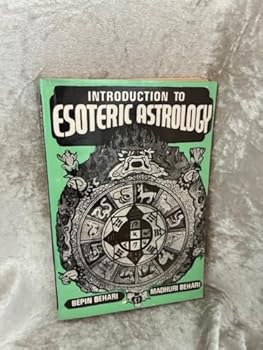 INTRODUCTION TO
ESOTERIC ASTROLOGY
BEPIN BEHARI
MADHURI BEHARI